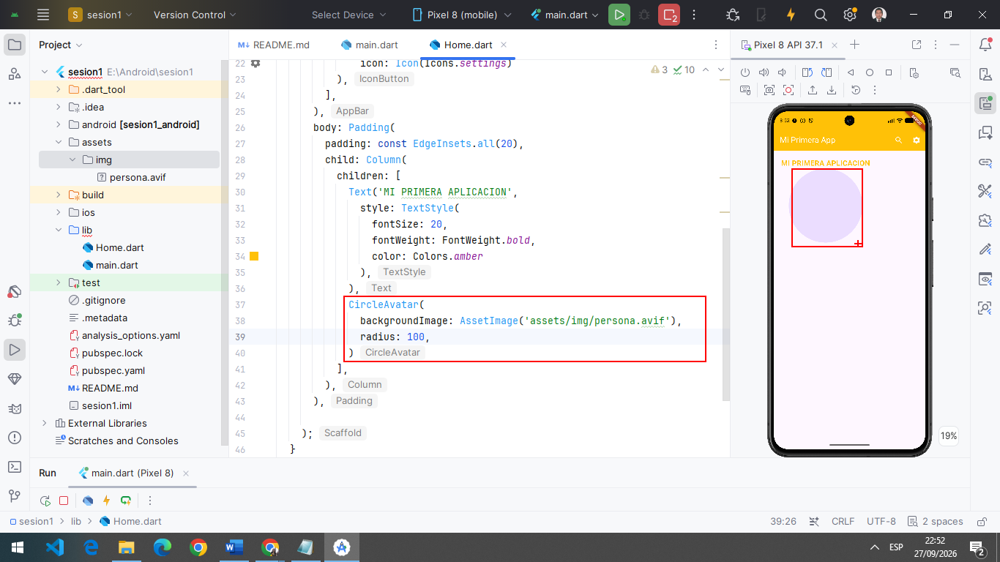 S sesion1 Version Control Select Device Pixel 8 (mobile) main.dart 2
Project
README.md main.dart Home.dart
Pixel 8 API 37.1
sesion1 E:\Android\sesion1
.dart_tool
.idea
android [sesion1_android]
assets
img
persona.avif
build
ios
lib
Home.dart
main.dart
test
.gitignore
.metadata
analysis_options.yaml
pubspec.lock
pubspec.yaml
README.md
sesion1.iml
External Libraries
Scratches and Consoles
3 10
22 icon: Icon(Icons.settings)
23 ), IconButton
24 ],
25 ), AppBar
26 body: Padding(
27 padding: const EdgeInsets.all(20),
28 child: Column(
29 children: [
30 Text('MI PRIMERA APLICACION',
31 style: TextStyle(
32 fontSize: 20,
33 fontWeight: FontWeight.bold,
34 color: Colors.amber
35 ), TextStyle
36 ), Text
37 CircleAvatar(
38 backgroundImage: AssetImage('assets/img/persona.avif'),
39 radius: 100,
40 ) CircleAvatar
41 ],
42 ), Column
43 ), Padding
44
45 ); Scaffold
46 }
8:52
Mi Primera App
MI PRIMERA APLICACION
19%
Run main.dart (Pixel 8)
sesion1 > lib > Home.dart
39:26 CRLF UTF-8 2 spaces
ESP
22:52
27/09/2026
2